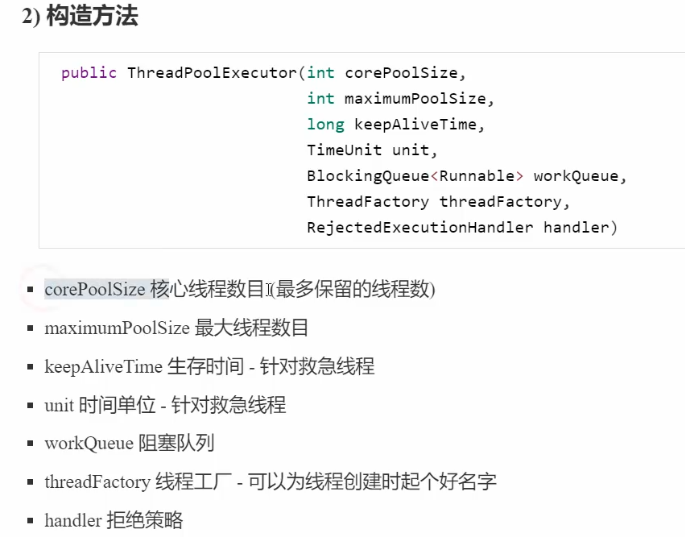 2) 构造方法
public ThreadPoolExecutor(int corePoolSize,
int maximumPoolSize,
long keepAliveTime,
TimeUnit unit,
BlockingQueue<Runnable> workQueue,
ThreadFactory threadFactory,
RejectedExecutionHandler handler)
▪ corePoolSize 核心线程数目 (最多保留的线程数)
▪ maximumPoolSize 最大线程数目
▪ keepAliveTime 生存时间 - 针对救急线程
▪ unit 时间单位 - 针对救急线程
▪ workQueue 阻塞队列
▪ threadFactory 线程工厂 - 可以为线程创建时起个好名字
▪ handler 拒绝策略